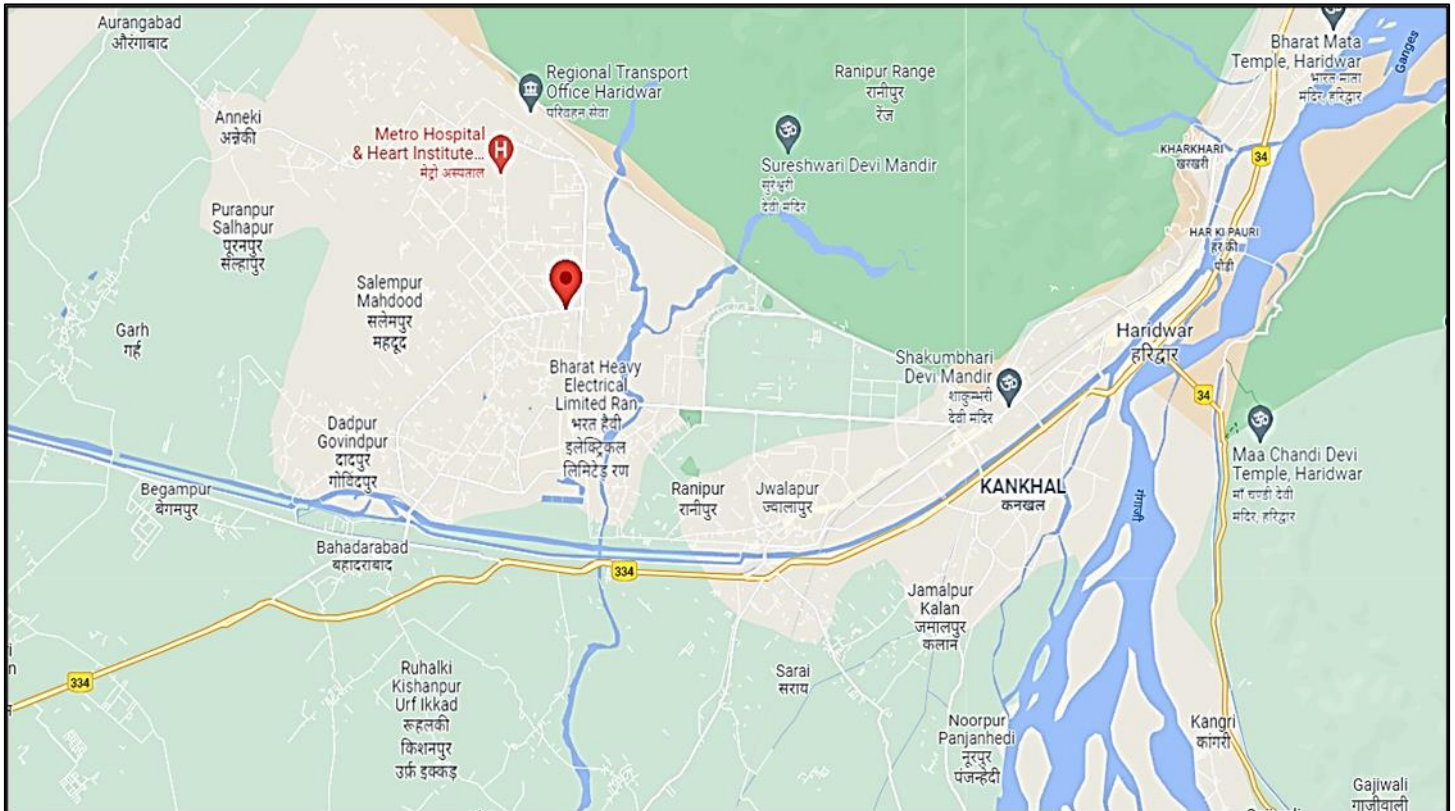 Aurangabad
औरंगाबाद
Anneki
अन्नेकी
Regional Transport
Office Haridwar
परिवहन सेवा
Metro Hospital
& Heart Institute...
मेट्रो अस्पताल
H
Ranipur Range
रानीपुर
रेंज
Sureshwari Devi Mandir
सुरेश्वरी
देवी मंदिर
Bharat Mata
Temple, Haridwar
भारत माता
मंदिर, हरिद्वार
Ganges
KHARKHARI
खरखरी
34
HAR KI PAURI
हर की
पौड़ी
Puranpur
Salhapur
पूरनपुर
सल्हापुर
Salempur
Mahdood
सलेमपुर
महदूद
Garh
गर्ह
Bharat Heavy
Electrical
Limited Ran
भरत हैवी
इलेक्ट्रिकल
लिमिटेड रण
Shakumbhari
Devi Mandir
शाकुम्भरी
देवी मंदिर
Haridwar
हरिद्वार
34
Maa Chandi Devi
Temple, Haridwar
माँ चण्डी देवी
मंदिर, हरिद्वार
Dadpur
Govindpur
दादपुर
गोविंदपुर
Begampur
बेगमपुर
Ranipur
रानीपुर
Jwalapur
ज्वालापुर
KANKHAL
कनखल
Bahadarabad
बहादराबाद
334
Jamalpur
Kalan
जमालपुर
कलान
334
Ruhalki
Kishanpur
Urf Ikkad
रूहलकी
किशनपुर
उर्फ़ इक्कड़
Sarai
सराय
Noorpur
Panjanhedi
नूरपुर
पंजन्हेदी
Kangri
कांगरी
Gajiwali
गाजीवाली